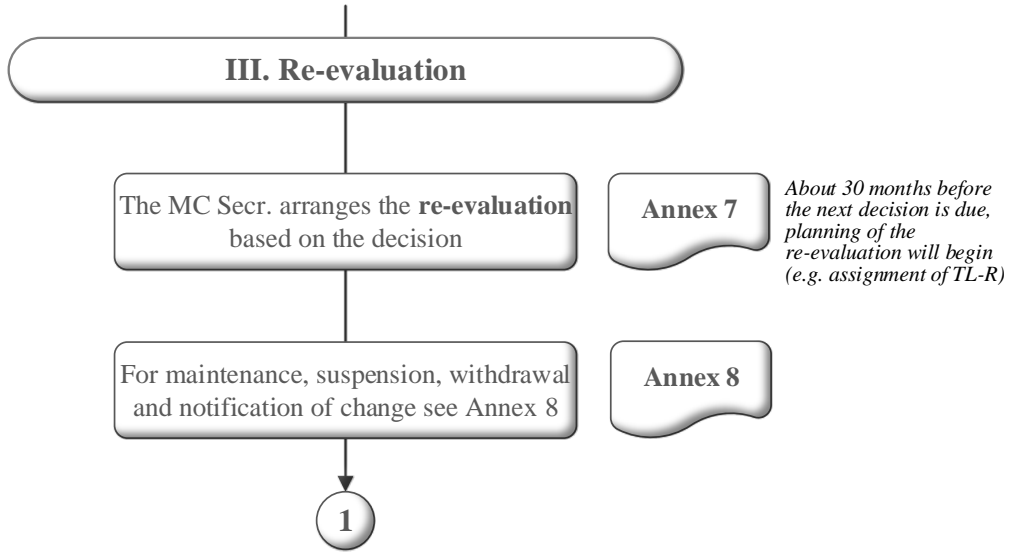 III. Re-evaluation
The MC Secr. arranges the re-evaluation
based on the decision
Annex 7
About 30 months before
the next decision is due,
planning of the
re-evaluation will begin
(e.g. assignment of TL-R)
For maintenance, suspension, withdrawal
and notification of change see Annex 8
Annex 8
1